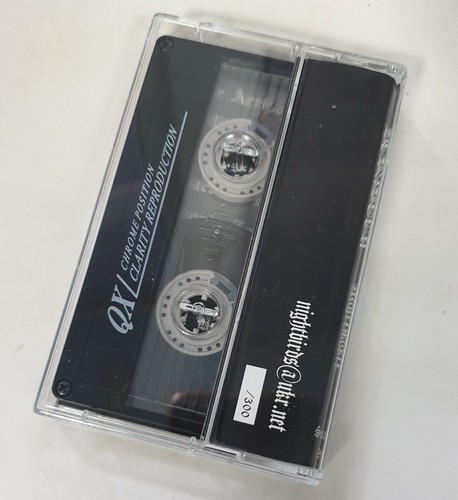 QX/
CHROME POSITION
CLARITY REPRODUCTION
nightbirds@ukr.net
/300